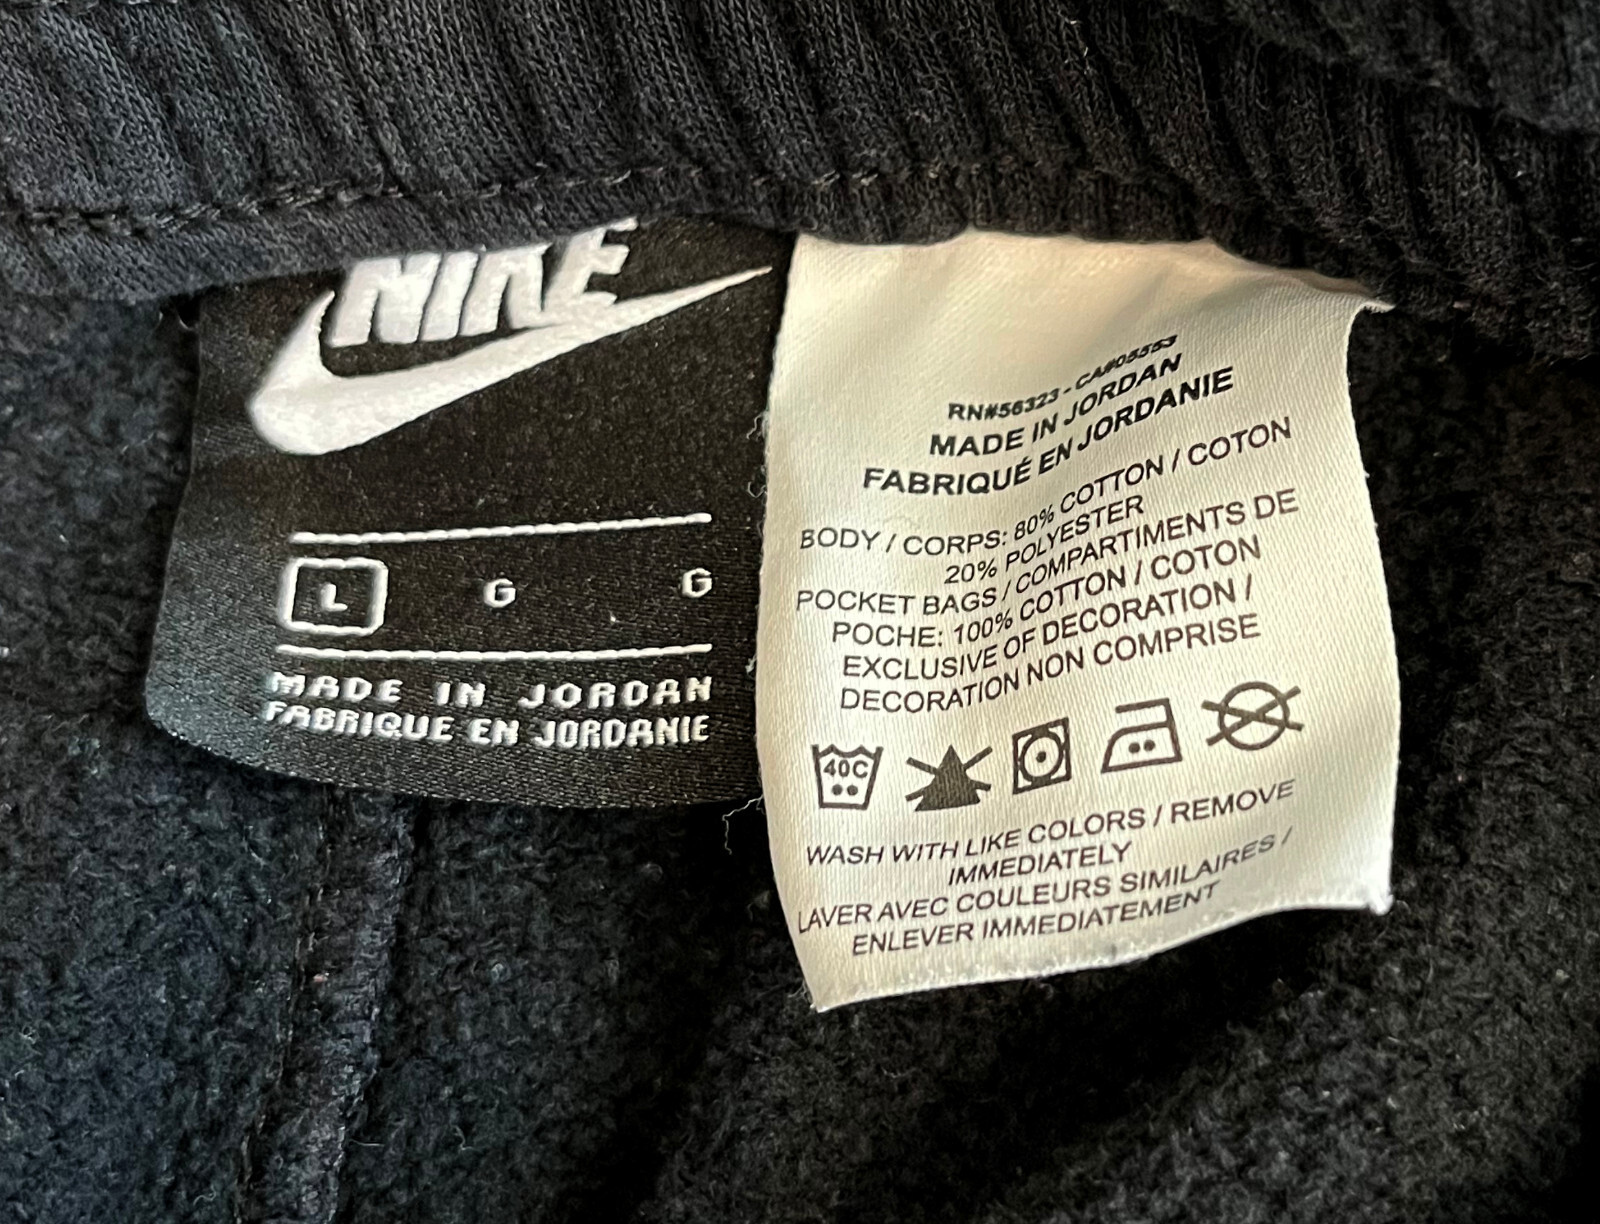 NIKE
L G G
MADE IN JORDAN
FABRIQUE EN JORDANIE
RN#56323 - CA#05553
MADE IN JORDAN
FABRIQUÉ EN JORDANIE
BODY / CORPS: 80% COTTON / COTON
20% POLYESTER
POCKET BAGS / COMPARTIMENTS DE
POCHE: 100% COTTON / COTON
EXCLUSIVE OF DECORATION /
DECORATION NON COMPRISE
40C
WASH WITH LIKE COLORS / REMOVE
IMMEDIATELY
LAVER AVEC COULEURS SIMILAIRES /
ENLEVER IMMEDIATEMENT